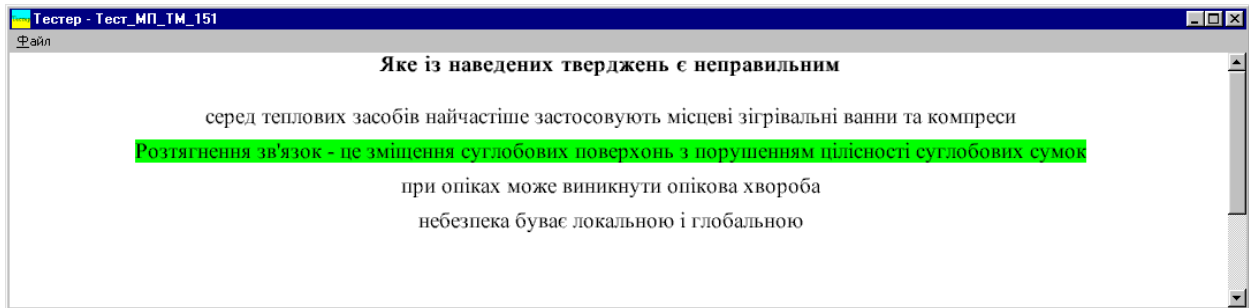 Тестер - Тест_МП_ТМ_151
Файл
Яке із наведених тверджень є неправильним
серед теплових засобів найчастіше застосовують місцеві зігрівальні ванни та компреси
Розтягнення зв'язок - це зміщення суглобових поверхонь з порушенням цілісності суглобових сумок
при опіках може виникнути опікова хвороба
небезпека буває локальною і глобальною